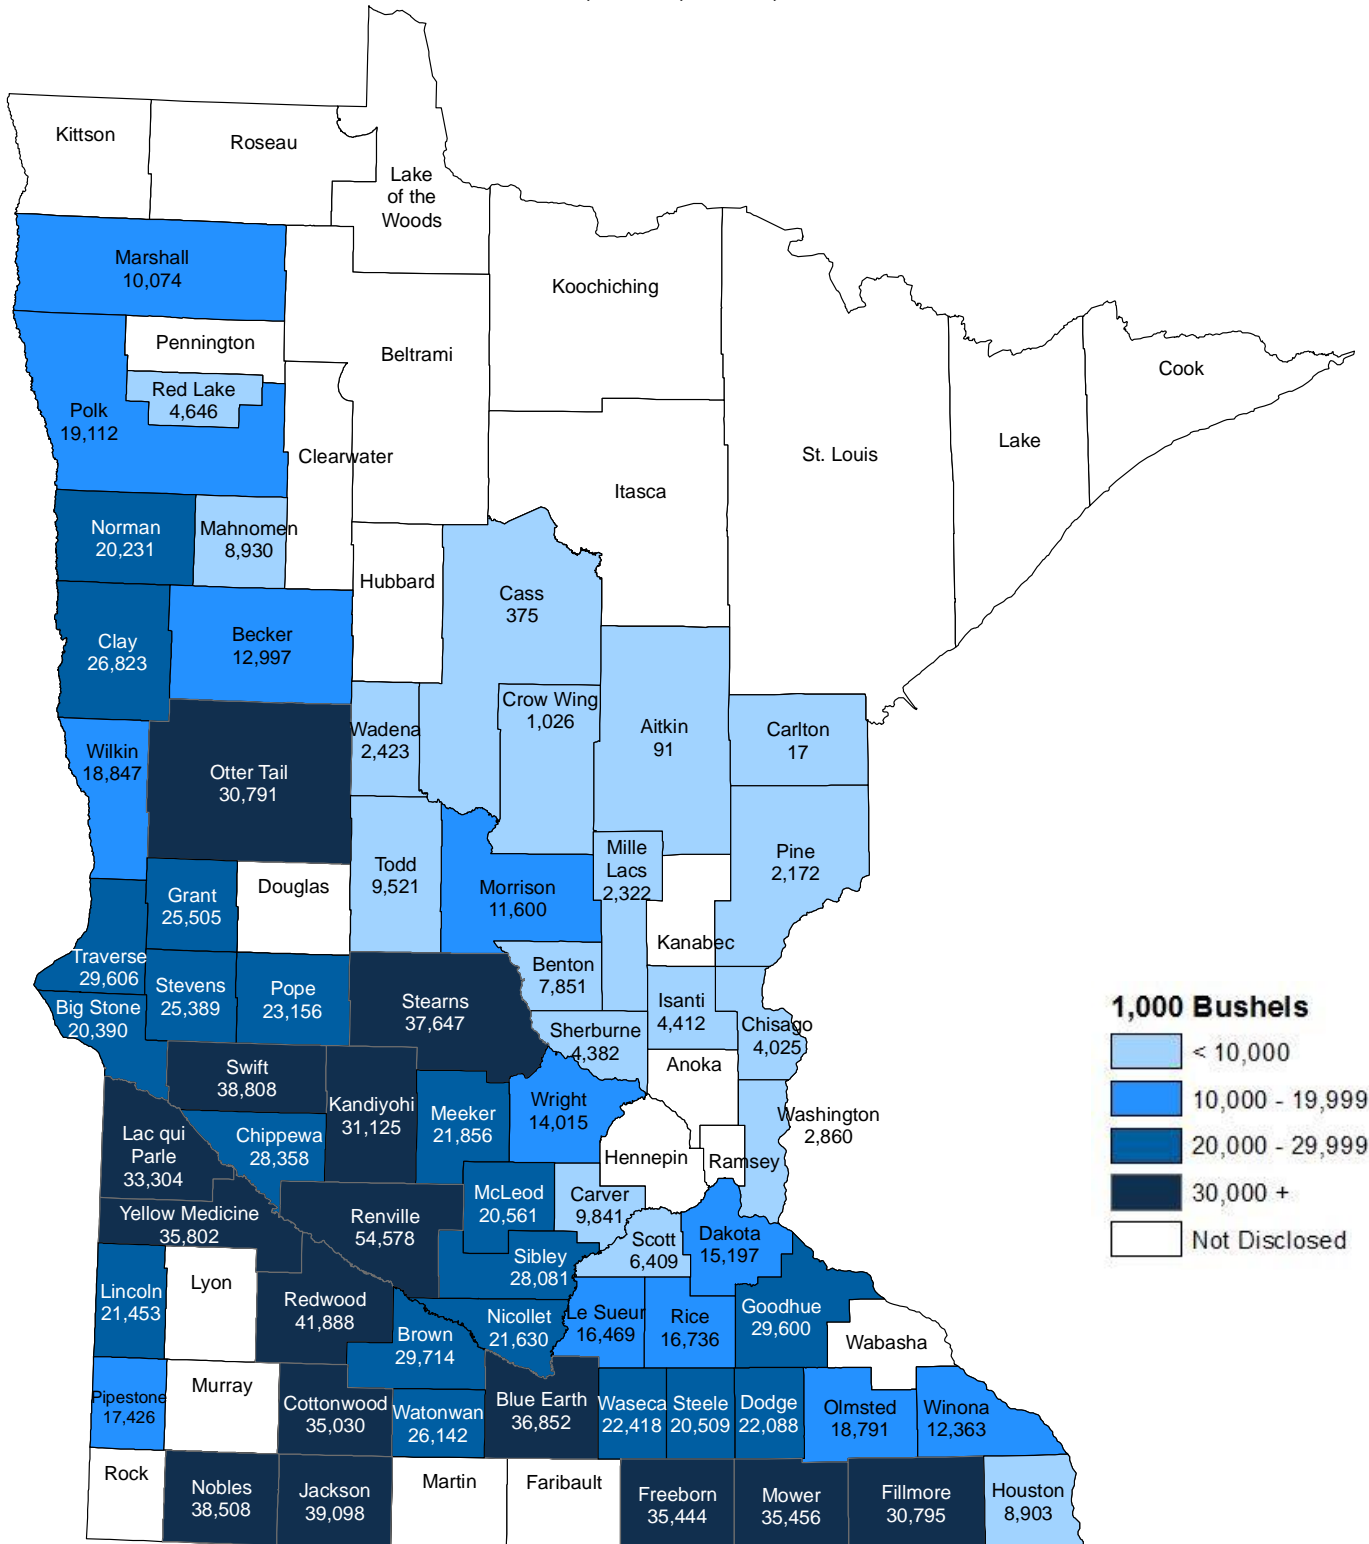 Kittson
Roseau
Lake
of the
Woods
Marshall
10,074
Koochiching
Pennington
Beltrami
Cook
Red Lake
4,646
Polk
19,112
Clearwater
St. Louis
Lake
Itasca
Norman
20,231
Mahnomen
8,930
Hubbard
Cass
375
Clay
26,823
Becker
12,997
Crow Wing
1,026
Wadena
2,423
Aitkin
91
Carlton
17
Wilkin
18,847
Otter Tail
30,791
Mille
Lacs
2,322
Pine
2,172
Todd
9,521
Douglas
Morrison
11,600
Grant
25,505
Kanabec
Traverse
29,606
Benton
7,851
Stevens
25,389
Pope
23,156
Stearns
37,647
Isanti
4,412
Big Stone
20,390
Sherburne
4,382
Chisago
4,025
1,000 Bushels
< 10,000
10,000 - 19,999
20,000 - 29,999
30,000 +
Not Disclosed
Anoka
Swift
38,808
Kandiyohi
31,125
Meeker
21,856
Wright
14,015
Washington
2,860
Lac qui
Parle
33,304
Chippewa
28,358
Hennepin
Ramsey
McLeod
20,561
Carver
9,841
Yellow Medicine
35,802
Renville
54,578
Scott
6,409
Dakota
15,197
Sibley
28,081
Lincoln
21,453
Lyon
Redwood
41,888
Nicollet
21,630
Le Sueur
16,469
Rice
16,736
Goodhue
29,600
Brown
29,714
Wabasha
Pipestone
17,426
Murray
Cottonwood
35,030
Watonwan
26,142
Blue Earth
36,852
Waseca
22,418
Steele
20,509
Dodge
22,088
Olmsted
18,791
Winona
12,363
Rock
Nobles
38,508
Jackson
39,098
Martin
Faribault
Freeborn
35,444
Mower
35,456
Fillmore
30,795
Houston
8,903